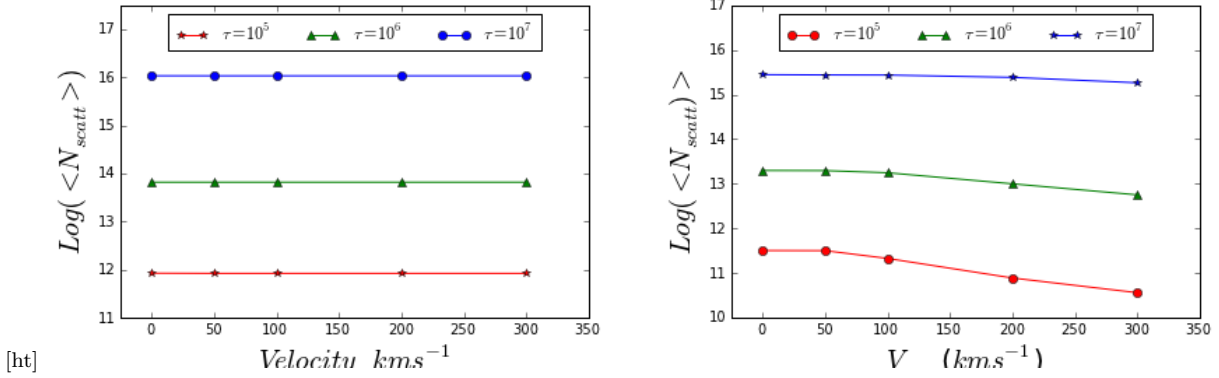 17
16
15
14
13
12
11
Log(<N_scatt>)
τ=10^5 τ=10^6 τ=10^7
0 50 100 150 200 250 300 350
Velocity kms^−1
17
16
15
14
13
12
11
10
Log(<N_scatt)>
τ=10^5 τ=10^6 τ=10^7
0 50 100 150 200 250 300 350
V (kms^−1)
[ht]